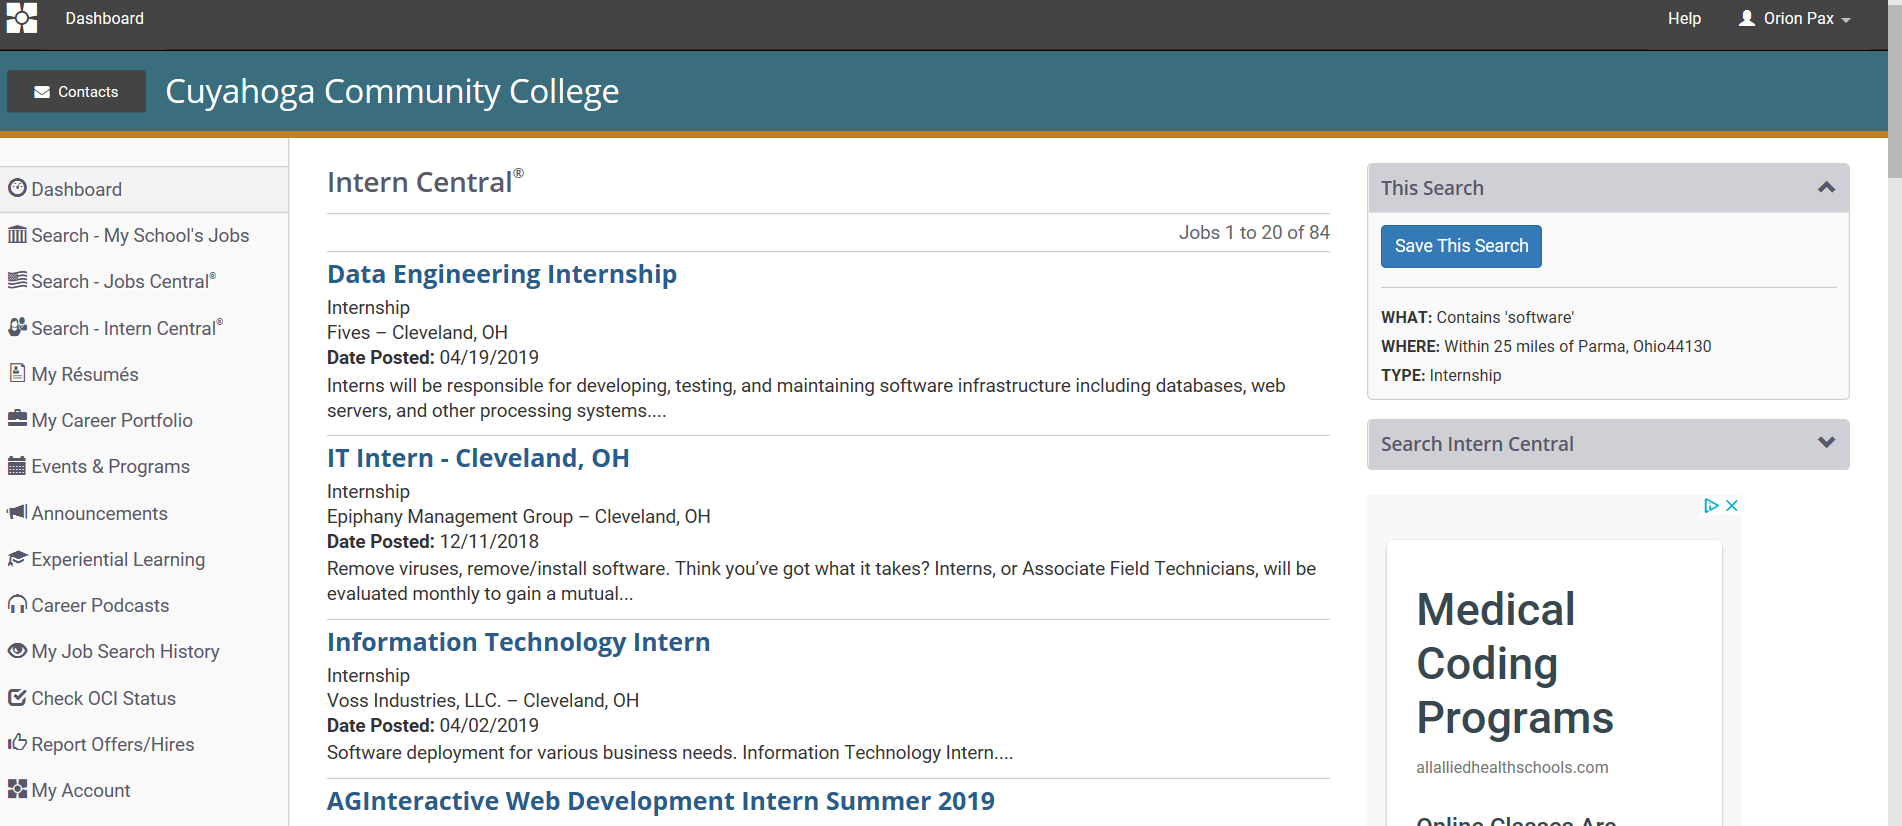 Dashboard
Help
Orion Pax
Contacts
Cuyahoga Community College
Dashboard
Search - My School's Jobs
Search - Jobs Central®
Search - Intern Central®
My Résumés
My Career Portfolio
Events & Programs
Announcements
Experiential Learning
Career Podcasts
My Job Search History
Check OCI Status
Report Offers/Hires
My Account
Intern Central®
Jobs 1 to 20 of 84
Data Engineering Internship
Internship
Fives – Cleveland, OH
Date Posted: 04/19/2019
Interns will be responsible for developing, testing, and maintaining software infrastructure including databases, web
servers, and other processing systems....
IT Intern - Cleveland, OH
Internship
Epiphany Management Group – Cleveland, OH
Date Posted: 12/11/2018
Remove viruses, remove/install software. Think you’ve got what it takes? Interns, or Associate Field Technicians, will be
evaluated monthly to gain a mutual...
Information Technology Intern
Internship
Voss Industries, LLC. – Cleveland, OH
Date Posted: 04/02/2019
Software deployment for various business needs. Information Technology Intern....
AGInteractive Web Development Intern Summer 2019
This Search
Save This Search
WHAT: Contains 'software'
WHERE: Within 25 miles of Parma, Ohio44130
TYPE: Internship
Search Intern Central
Medical
Coding
Programs
allalliedhealthschools.com
Online Classes Are